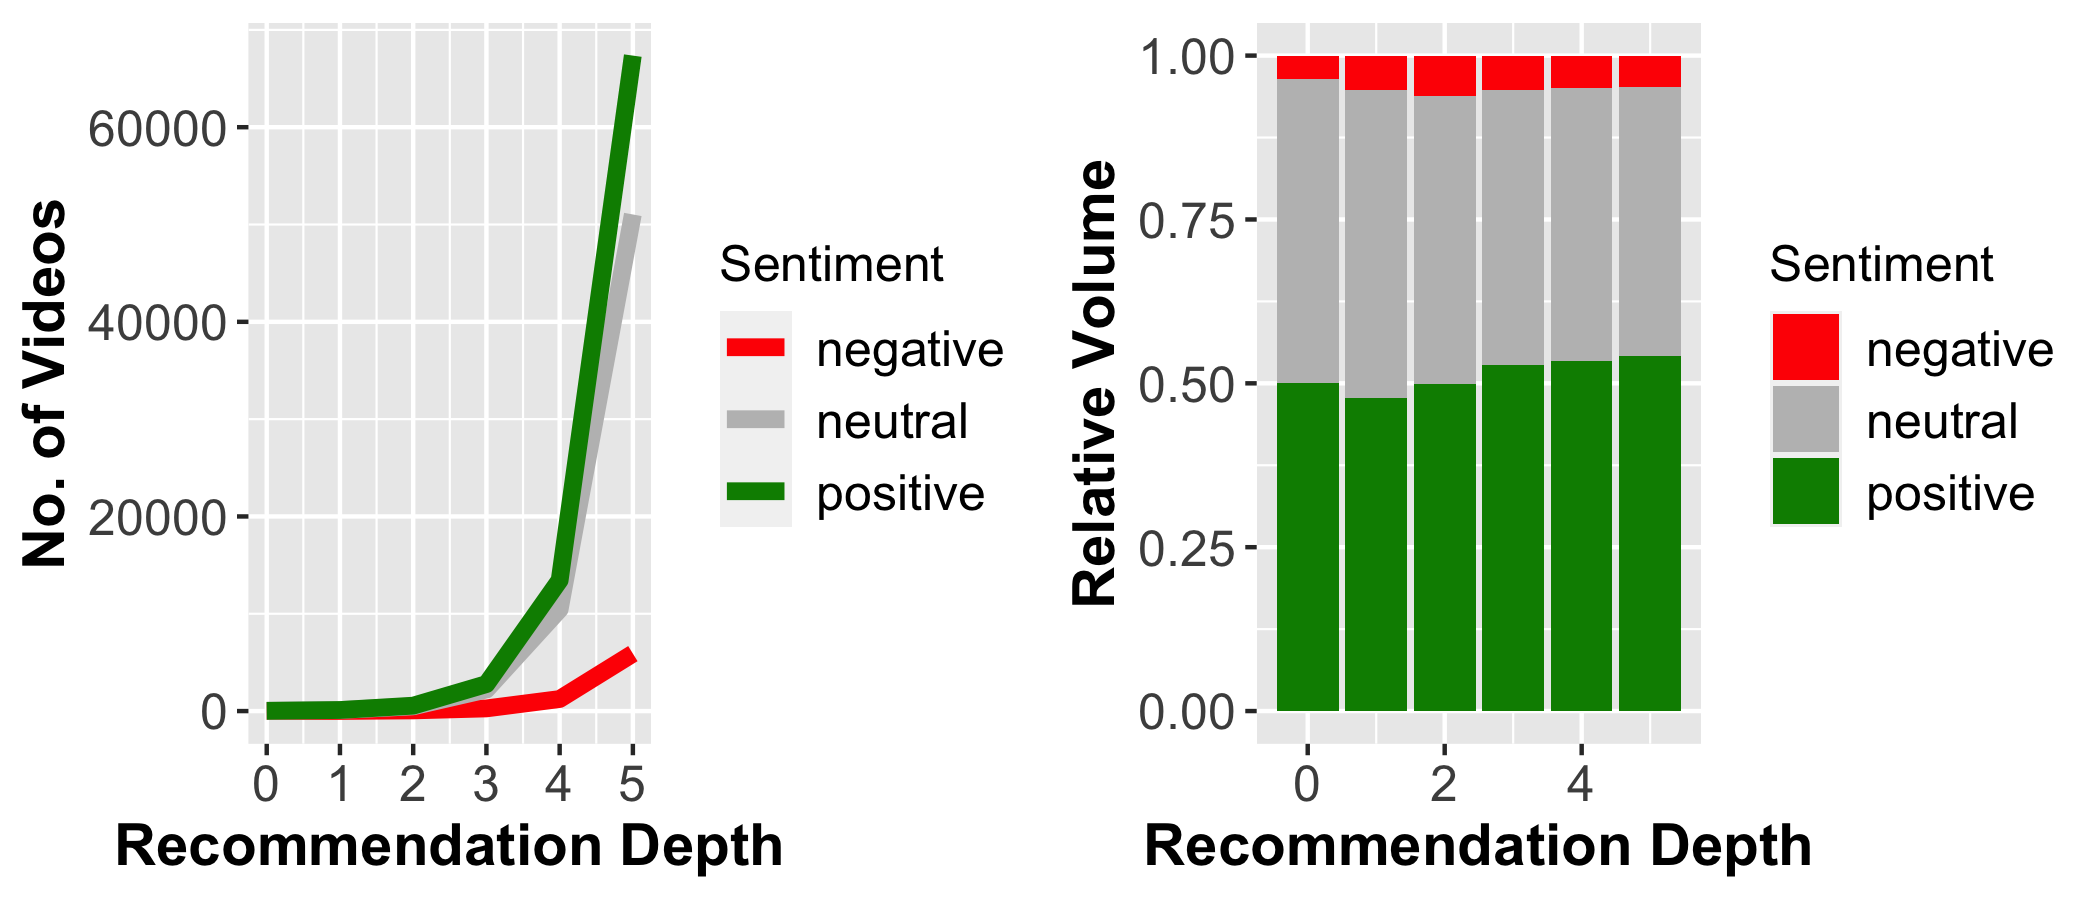 No. of Videos
60000
40000
20000
0
0 1 2 3 4 5
Recommendation Depth
Sentiment
negative
neutral
positive
Relative Volume
1.00
0.75
0.50
0.25
0.00
0 2 4
Recommendation Depth
Sentiment
negative
neutral
positive